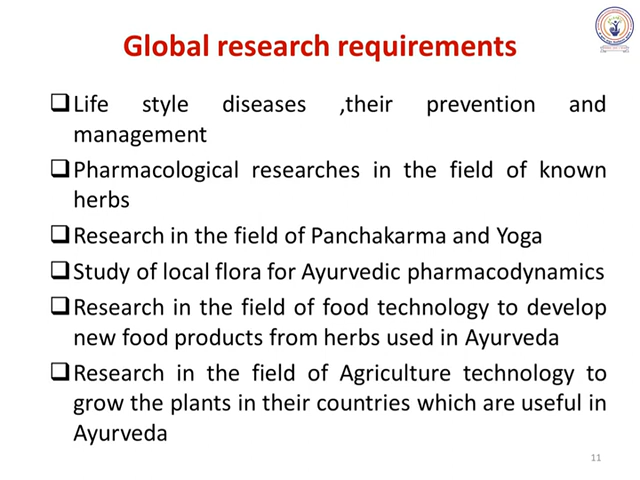 Global research requirements
❑Life style diseases ,their prevention and
management
❑Pharmacological researches in the field of known
herbs
❑Research in the field of Panchakarma and Yoga
❑Study of local flora for Ayurvedic pharmacodynamics
❑Research in the field of food technology to develop
new food products from herbs used in Ayurveda
❑Research in the field of Agriculture technology to
grow the plants in their countries which are useful in
Ayurveda
11